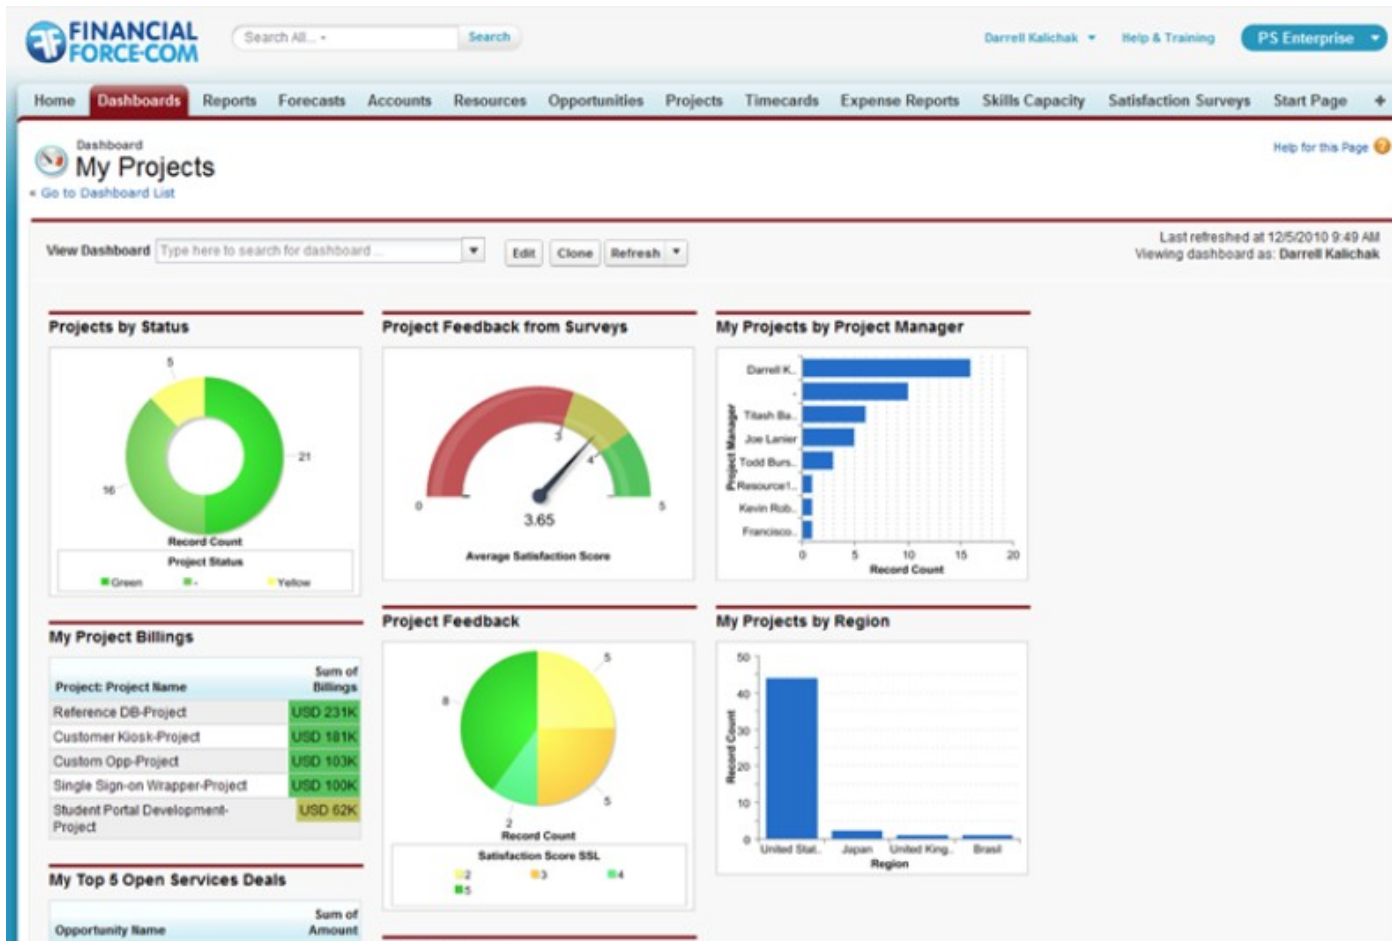 FINANCIAL
FORCE.COM
Search All...
Search
Darrell Kalichak
Help & Training
PS Enterprise
Home Dashboards Reports Forecasts Accounts Resources Opportunities Projects Timecards Expense Reports Skills Capacity Satisfaction Surveys Start Page +
Dashboard
My Projects
« Go to Dashboard List
Help for this Page ?
View Dashboard Type here to search for dashboard ... Edit Clone Refresh
Last refreshed at 12/5/2010 9:49 AM
Viewing dashboard as: Darrell Kalichak
Projects by Status
5
21
16
Record Count
Project Status
Green - Yellow
Project Feedback from Surveys
0
3
4
5
3.65
Average Satisfaction Score
My Projects by Project Manager
Project Manager
Darrell K..
-
Titash Ba..
Joe Lanier
Todd Burs..
Resource1..
Kevin Rob..
Francisco..
0 5 10 15 20
Record Count
My Project Billings
Project: Project Name Sum of
Billings
Reference DB-Project USD 231K
Customer Kiosk-Project USD 181K
Custom Opp-Project USD 103K
Single Sign-on Wrapper-Project USD 100K
Student Portal Development- USD 62K
Project
Project Feedback
5
8
5
2
Record Count
Satisfaction Score SSL
2 3 4
5
My Projects by Region
Record Count
50
40
30
20
10
0
United Stat.. Japan United King.. Brasil
Region
My Top 5 Open Services Deals
Opportunity Name Sum of
Amount